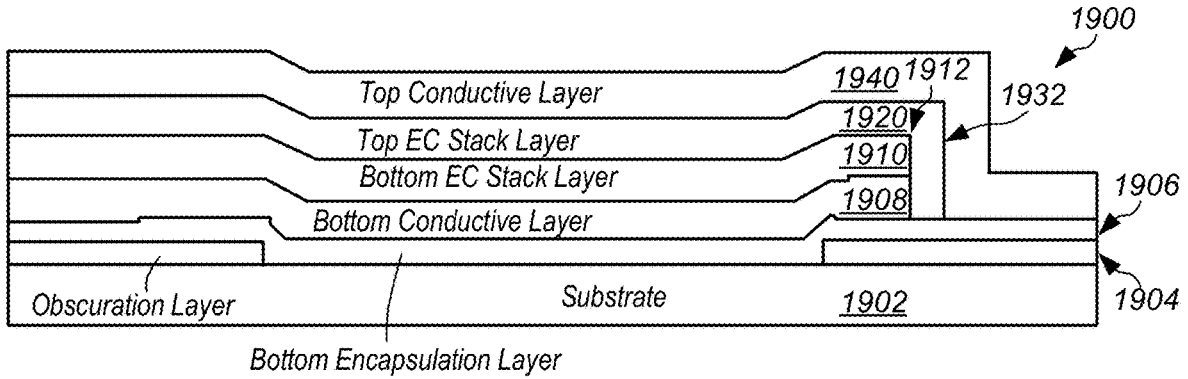 1900
1912
1940
Top Conductive Layer
1932
1920
Top EC Stack Layer
1910
Bottom EC Stack Layer
1908
1906
Bottom Conductive Layer
Obscuration Layer
Substrate
1902
1904
Bottom Encapsulation Layer